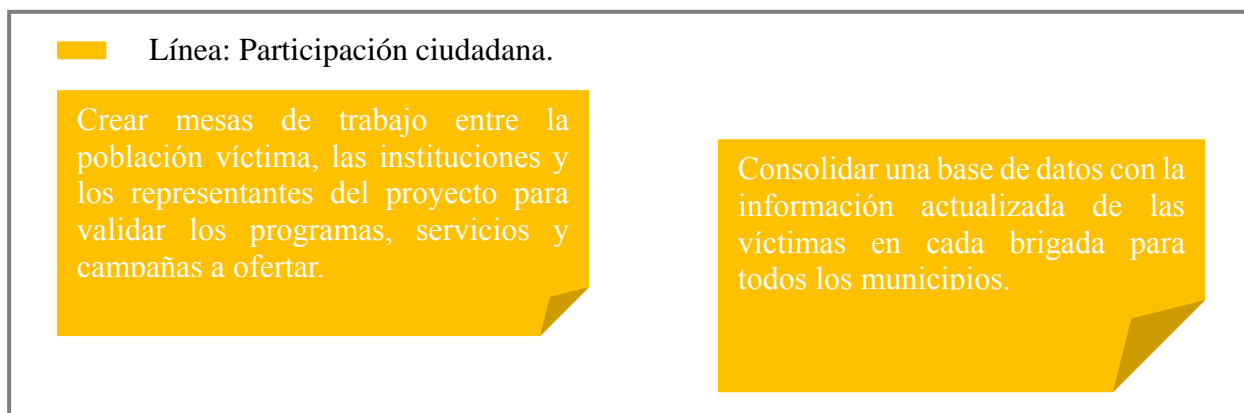 Línea: Participación ciudadana.
Crear mesas de trabajo entre la
población víctima, las instituciones y
los representantes del proyecto para
validar los programas, servicios y
campañas a ofertar.
Consolidar una base de datos con la
información actualizada de las
víctimas en cada brigada para
todos los municipios.